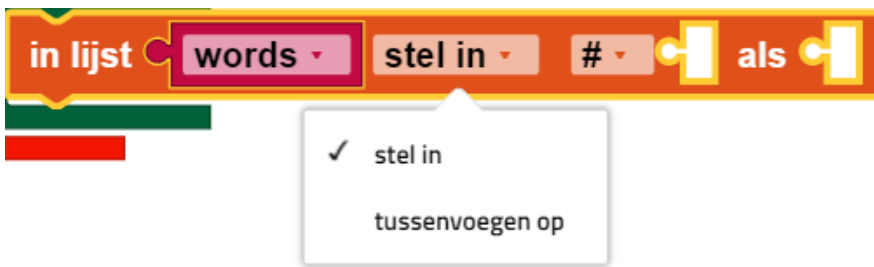 in lijst words stel in # als
✓ stel in
tussenvoegen op